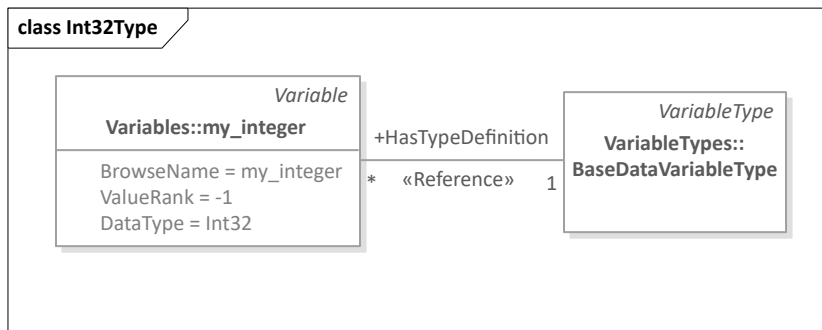 class Int32Type
Variable
Variables::my_integer
BrowseName = my_integer
ValueRank = -1
DataType = Int32
+HasTypeDefinition
* «Reference» 1
VariableType
VariableTypes::
BaseDataVariableType